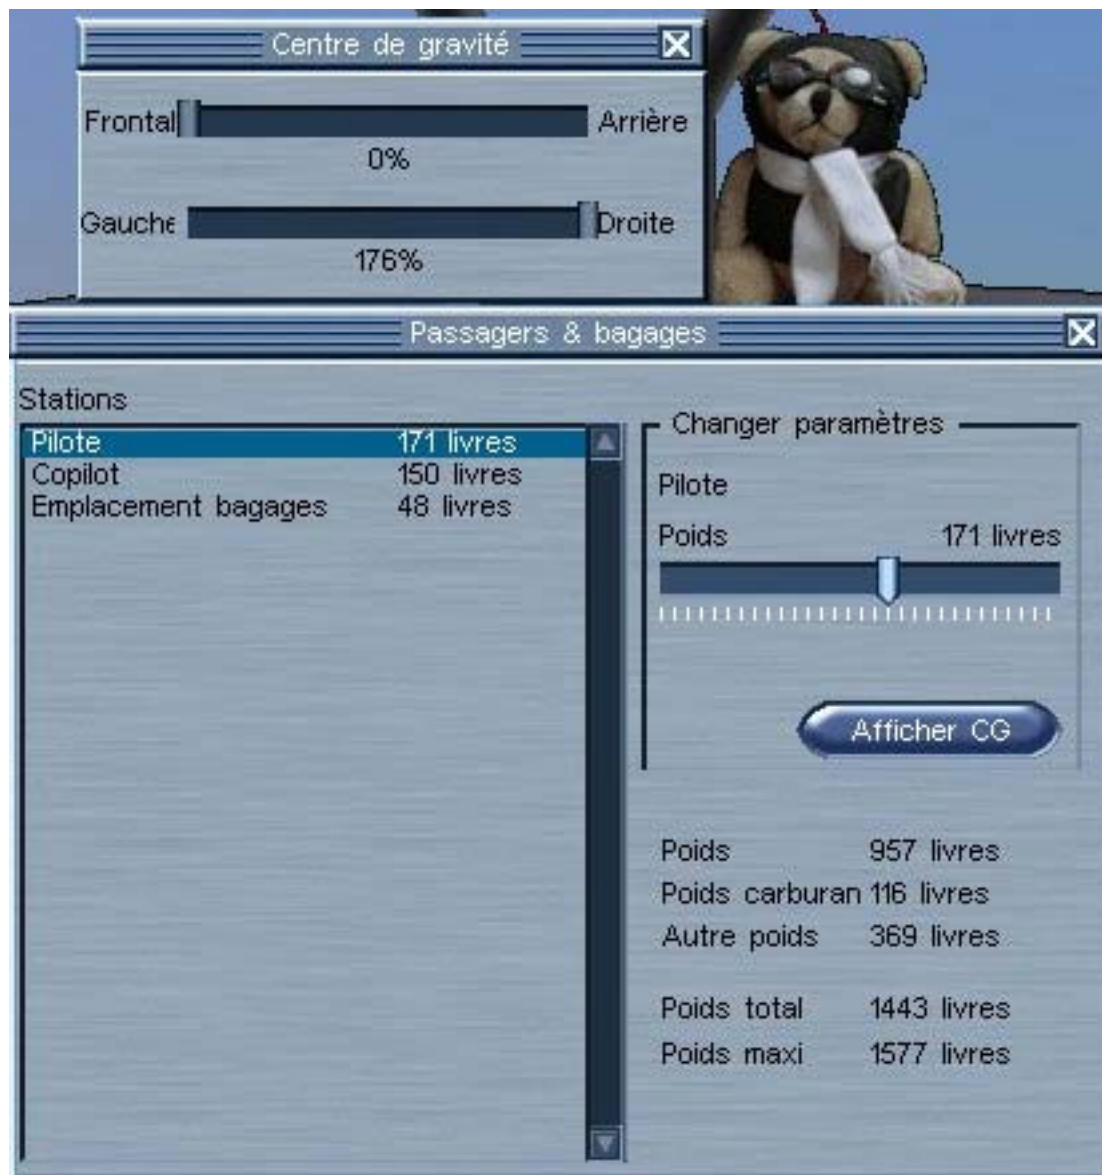 Centre de gravité
Frontal Arrière
0%
Gauche Droite
176%
Passagers & bagages
Stations
Pilote 171 livres
Copilot 150 livres
Emplacement bagages 48 livres
Changer paramètres
Pilote
Poids 171 livres
Afficher CG
Poids 957 livres
Poids carburan 116 livres
Autre poids 369 livres
Poids total 1443 livres
Poids maxi 1577 livres